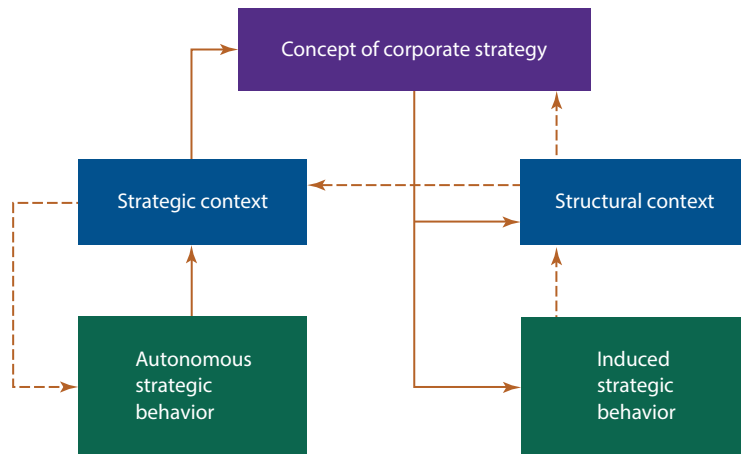 Concept of corporate strategy
Strategic context
Structural context
Autonomous
strategic
behavior
Induced
strategic
behavior